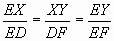 EX/ED = XY/DF = EY/EF